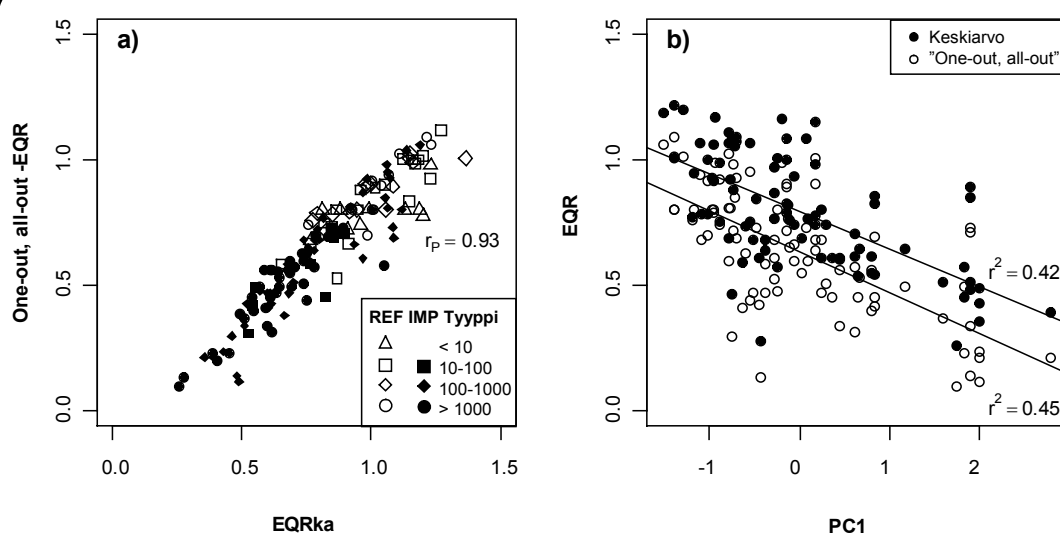 a)
One-out, all-out -EQR
1.5
1.0
0.5
0.0
rP = 0.93
REF IMP Tyyppi
< 10
10-100
100-1000
> 1000
0.0 0.5 1.0 1.5
EQRka
b)
EQR
1.5
1.0
0.5
0.0
Keskiarvo
"One-out, all-out"
r2 = 0.42
r2 = 0.45
-1 0 1 2
PC1